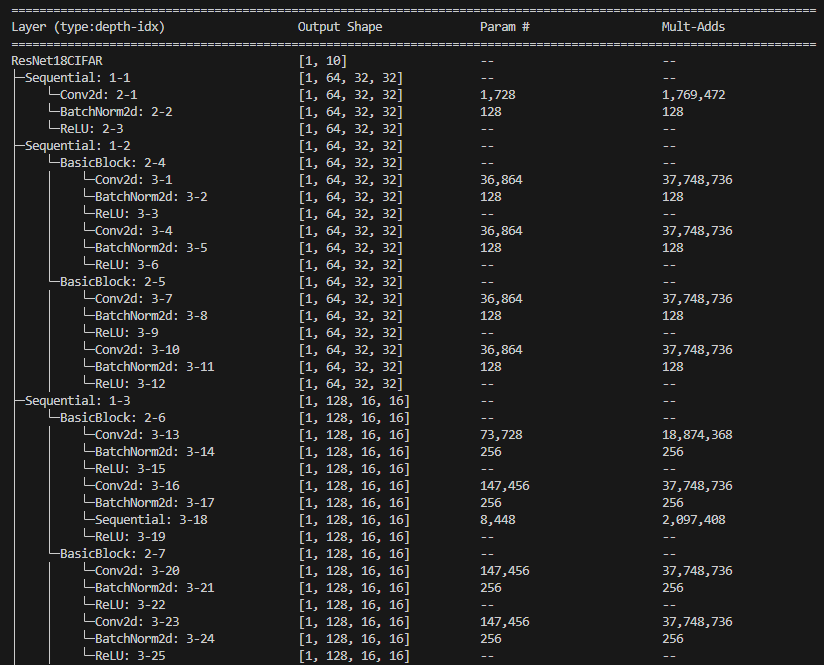 ==========================================================================================
Layer (type:depth-idx) Output Shape Param # Mult-Adds
==========================================================================================
ResNet18CIFAR [1, 10] -- --
├─Sequential: 1-1 [1, 64, 32, 32] -- --
│ └─Conv2d: 2-1 [1, 64, 32, 32] 1,728 1,769,472
│ └─BatchNorm2d: 2-2 [1, 64, 32, 32] 128 128
│ └─ReLU: 2-3 [1, 64, 32, 32] -- --
├─Sequential: 1-2 [1, 64, 32, 32] -- --
│ └─BasicBlock: 2-4 [1, 64, 32, 32] -- --
│ │ └─Conv2d: 3-1 [1, 64, 32, 32] 36,864 37,748,736
│ │ └─BatchNorm2d: 3-2 [1, 64, 32, 32] 128 128
│ │ └─ReLU: 3-3 [1, 64, 32, 32] -- --
│ │ └─Conv2d: 3-4 [1, 64, 32, 32] 36,864 37,748,736
│ │ └─BatchNorm2d: 3-5 [1, 64, 32, 32] 128 128
│ │ └─ReLU: 3-6 [1, 64, 32, 32] -- --
│ └─BasicBlock: 2-5 [1, 64, 32, 32] -- --
│ │ └─Conv2d: 3-7 [1, 64, 32, 32] 36,864 37,748,736
│ │ └─BatchNorm2d: 3-8 [1, 64, 32, 32] 128 128
│ │ └─ReLU: 3-9 [1, 64, 32, 32] -- --
│ │ └─Conv2d: 3-10 [1, 64, 32, 32] 36,864 37,748,736
│ │ └─BatchNorm2d: 3-11 [1, 64, 32, 32] 128 128
│ │ └─ReLU: 3-12 [1, 64, 32, 32] -- --
├─Sequential: 1-3 [1, 128, 16, 16] -- --
│ └─BasicBlock: 2-6 [1, 128, 16, 16] -- --
│ │ └─Conv2d: 3-13 [1, 128, 16, 16] 73,728 18,874,368
│ │ └─BatchNorm2d: 3-14 [1, 128, 16, 16] 256 256
│ │ └─ReLU: 3-15 [1, 128, 16, 16] -- --
│ │ └─Conv2d: 3-16 [1, 128, 16, 16] 147,456 37,748,736
│ │ └─BatchNorm2d: 3-17 [1, 128, 16, 16] 256 256
│ │ └─Sequential: 3-18 [1, 128, 16, 16] 8,448 2,097,408
│ │ └─ReLU: 3-19 [1, 128, 16, 16] -- --
│ └─BasicBlock: 2-7 [1, 128, 16, 16] -- --
│ │ └─Conv2d: 3-20 [1, 128, 16, 16] 147,456 37,748,736
│ │ └─BatchNorm2d: 3-21 [1, 128, 16, 16] 256 256
│ │ └─ReLU: 3-22 [1, 128, 16, 16] -- --
│ │ └─Conv2d: 3-23 [1, 128, 16, 16] 147,456 37,748,736
│ │ └─BatchNorm2d: 3-24 [1, 128, 16, 16] 256 256
│ │ └─ReLU: 3-25 [1, 128, 16, 16] -- --